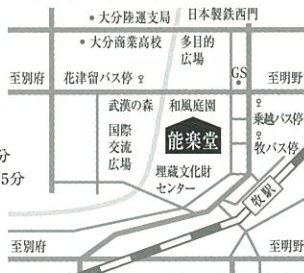 大分陸運支局 日本製鉄西門
大分商業高校 多目的
広場
GS
至別府 花津留バス停 至明野
武漢の森 和風庭園
乗越バス停
国際
交流
広場
能楽堂
牧バス停
分
5分
埋蔵文化財
センター
牧駅
至別府 至明野